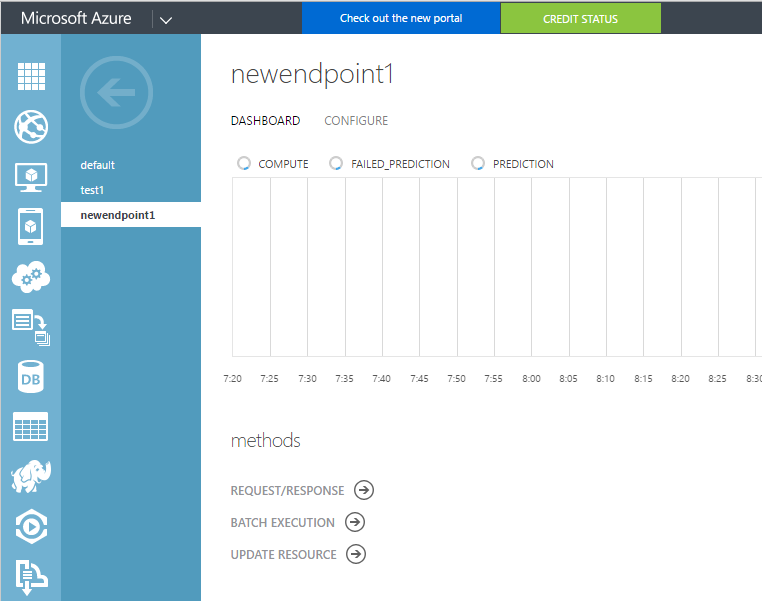 Microsoft Azure
Check out the new portal
CREDIT STATUS
default
test1
newendpoint1
newendpoint1
DASHBOARD CONFIGURE
COMPUTE FAILED_PREDICTION PREDICTION
7:20 7:25 7:30 7:35 7:40 7:45 7:50 7:55 8:00 8:05 8:10 8:15 8:20 8:25 8:30
methods
REQUEST/RESPONSE
BATCH EXECUTION
UPDATE RESOURCE
DB